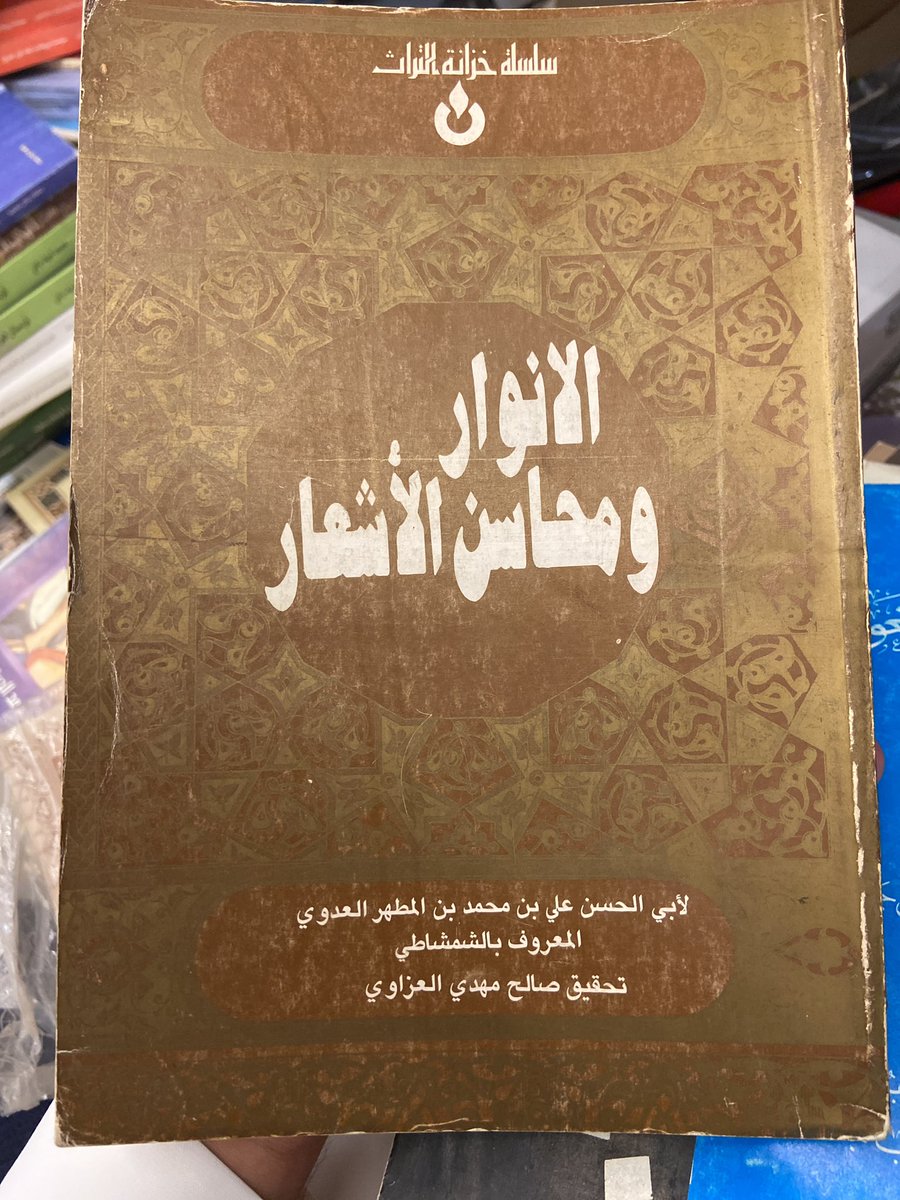 سلسلة خزانة التراث
الانوار
ومحاسن الأشعار
لأبي الحسن علي بن محمد بن المطهر العدوي
المعروف بالشمشاطي
تحقيق صالح مهدي العزاوي